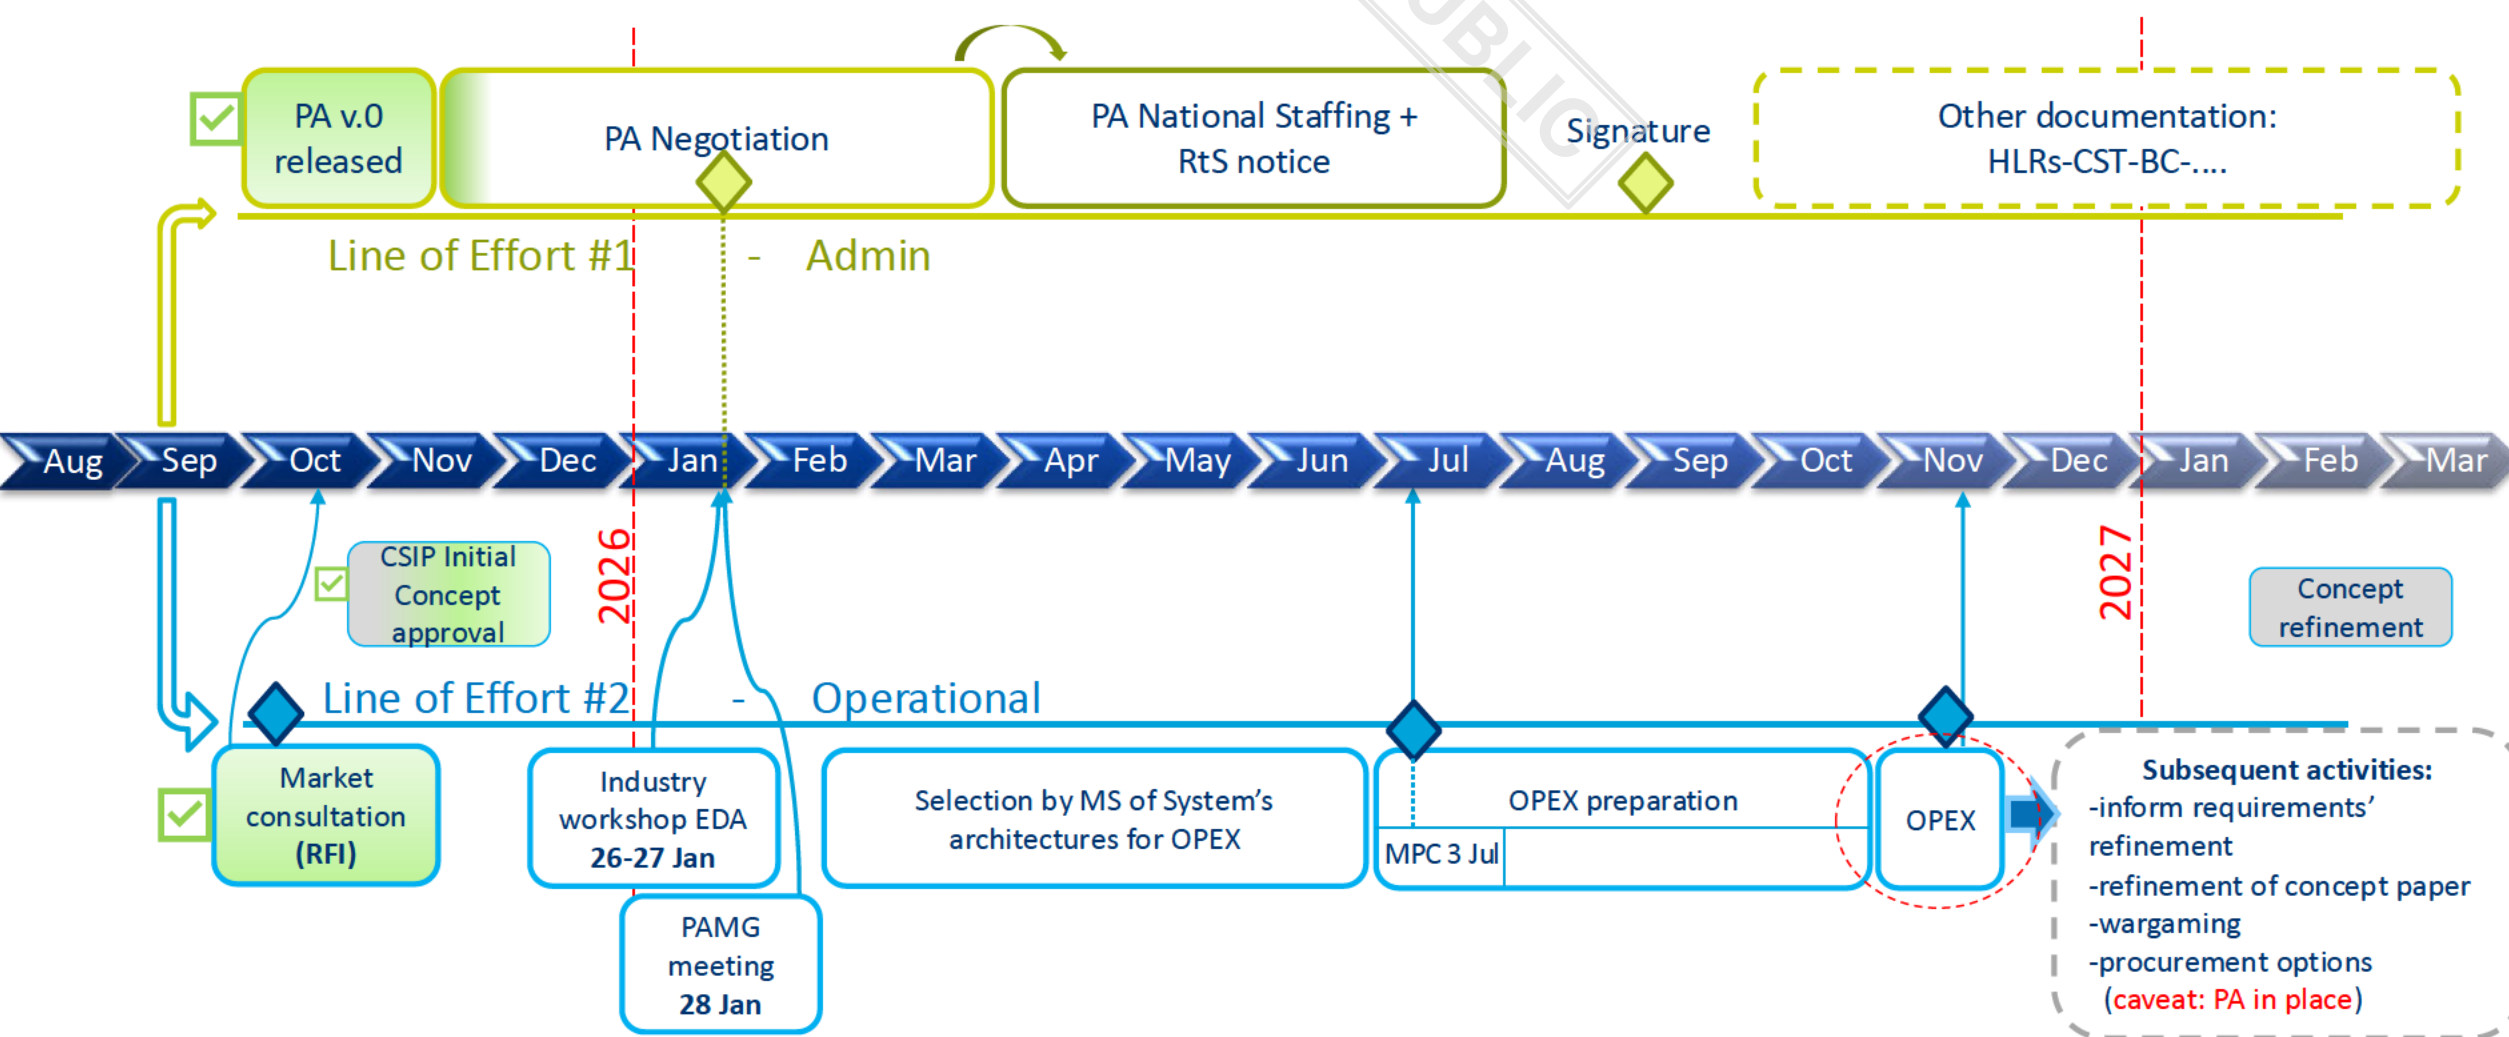 PUBLIC
PA v.0
released
PA Negotiation
PA National Staffing +
RtS notice
Signature
Other documentation:
HLRs-CST-BC-....
Line of Effort #1 - Admin
Aug Sep Oct Nov Dec Jan Feb Mar Apr May Jun Jul Aug Sep Oct Nov Dec Jan Feb Mar
2026
2027
CSIP Initial
Concept
approval
Concept
refinement
Line of Effort #2 - Operational
Market
consultation
(RFI)
Industry
workshop EDA
26-27 Jan
PAMG
meeting
28 Jan
Selection by MS of System’s
architectures for OPEX
OPEX preparation
MPC 3 Jul
OPEX
Subsequent activities:
-inform requirements’
refinement
-refinement of concept paper
-wargaming
-procurement options
(caveat: PA in place)